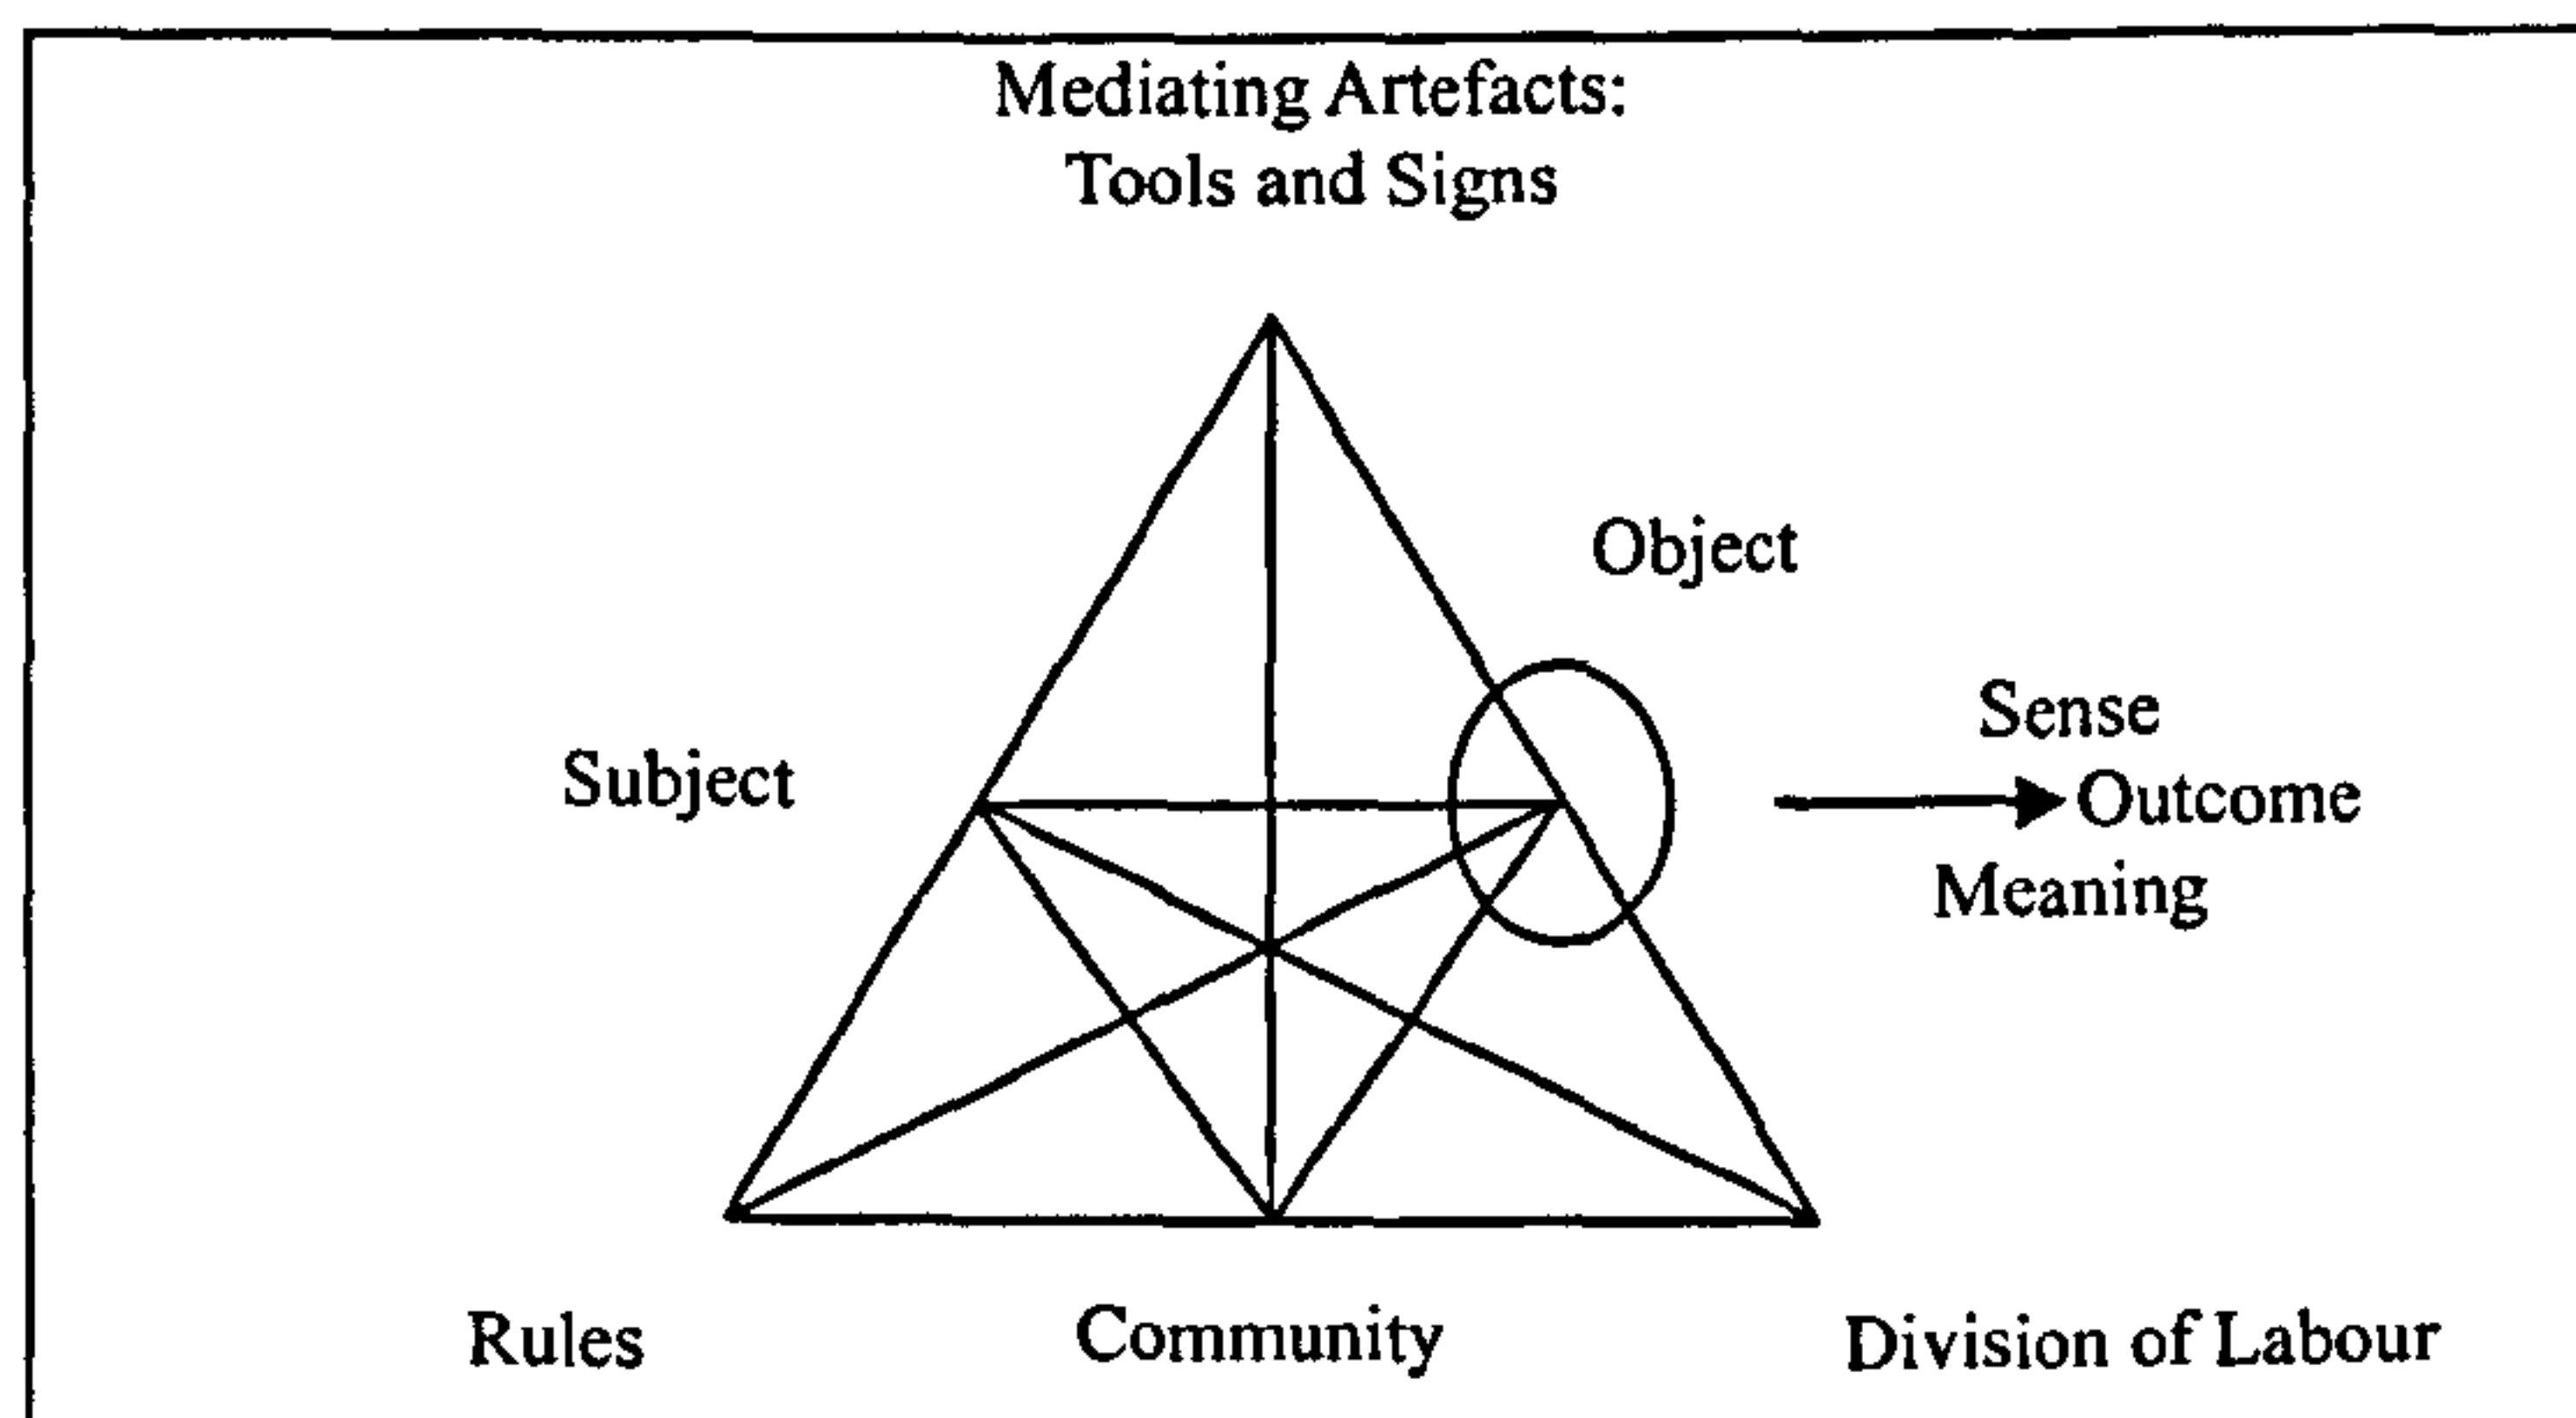 Mediating Artefacts:
Tools and Signs
Object
Subject
Sense
Outcome
Meaning
Rules
Community
Division of Labour